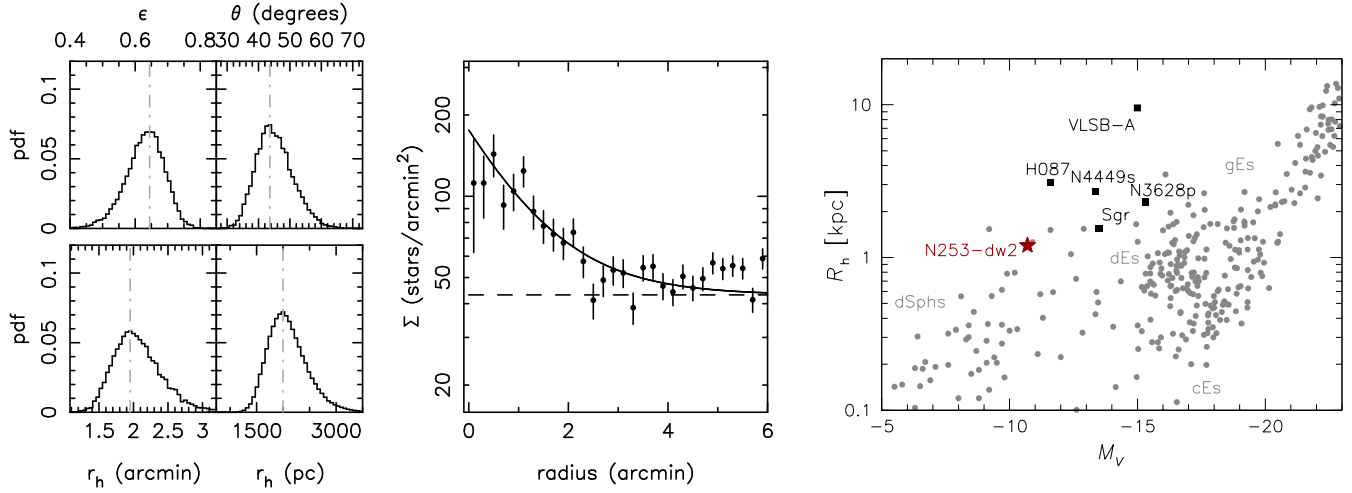 ϵ
θ (degrees)
0.4 0.6 0.8 30 40 50 60 70
pdf
0 0.05 0.1
pdf
0 0.05 0.1
1.5 2 2.5 3
1500 3000
r_h (arcmin)
r_h (pc)
Σ (stars/arcmin²)
20 50 100 200
0 2 4 6
radius (arcmin)
R_h [kpc]
10
1
0.1
VLSB-A
gEs
H087
N4449s
N3628p
Sgr
N253-dw2
dEs
dSphs
cEs
-5 -10 -15 -20
M_V